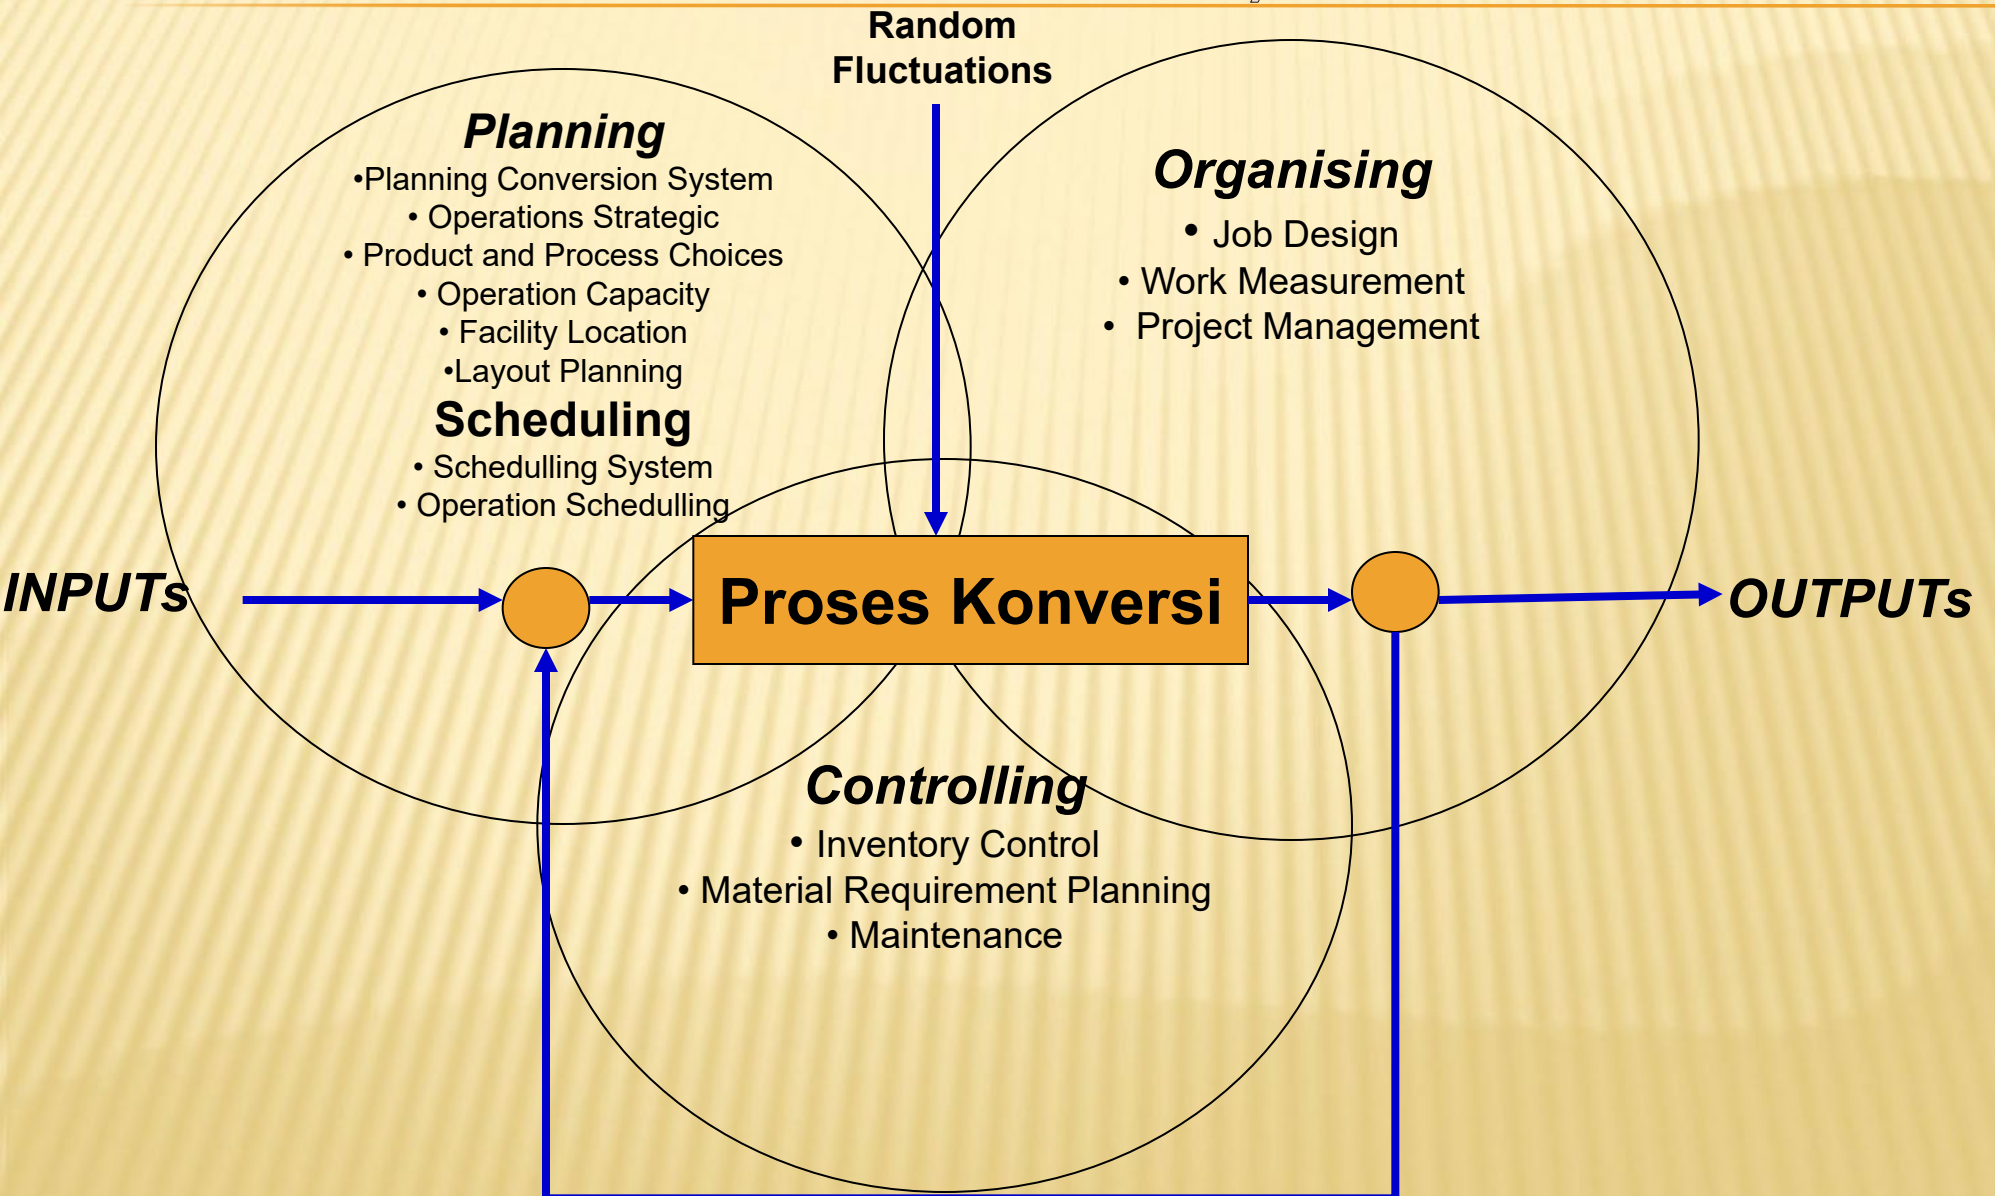 Random
Fluctuations
Planning
•Planning Conversion System
• Operations Strategic
• Product and Process Choices
• Operation Capacity
• Facility Location
•Layout Planning
Scheduling
• Schedulling System
• Operation Schedulling
Organising
• Job Design
• Work Measurement
• Project Management
INPUTs
Proses Konversi
OUTPUTs
Controlling
• Inventory Control
• Material Requirement Planning
• Maintenance